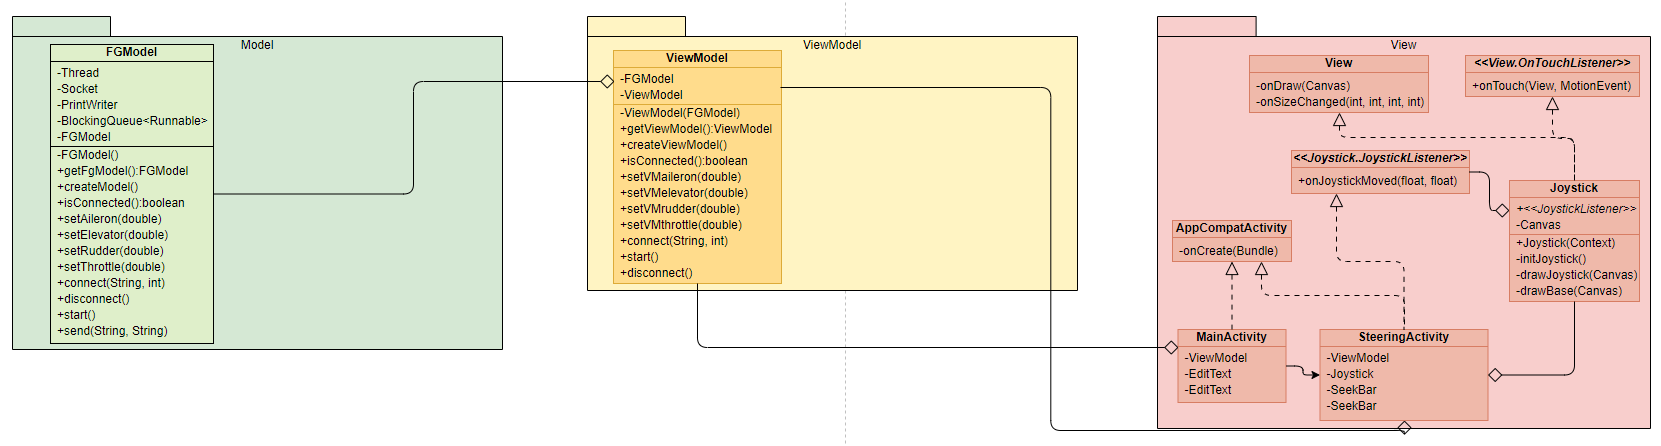 Model
FGModel
-Thread
-Socket
-PrintWriter
-BlockingQueue<Runnable>
-FGModel
-FGModel()
+getFgModel():FGModel
+createModel()
+isConnected():boolean
+setAileron(double)
+setElevator(double)
+setRudder(double)
+setThrottle(double)
+connect(String, int)
+disconnect()
+start()
+send(String, String)
ViewModel
ViewModel
-FGModel
-ViewModel
-ViewModel(FGModel)
+getViewModel():ViewModel
+createViewModel()
+isConnected():boolean
+setVMaileron(double)
+setVMelevator(double)
+setVMrudder(double)
+setVMthrottle(double)
+connect(String, int)
+start()
+disconnect()
View
View
-onDraw(Canvas)
-onSizeChanged(int, int, int, int)
<<View.OnTouchListener>>
+onTouch(View, MotionEvent)
<<Joystick.JoystickListener>>
+onJoystickMoved(float, float)
Joystick
+<<JoystickListener>>
-Canvas
+Joystick(Context)
-initJoystick()
-drawJoystick(Canvas)
-drawBase(Canvas)
AppCompatActivity
-onCreate(Bundle)
MainActivity
-ViewModel
-EditText
-EditText
SteeringActivity
-ViewModel
-Joystick
-SeekBar
-SeekBar